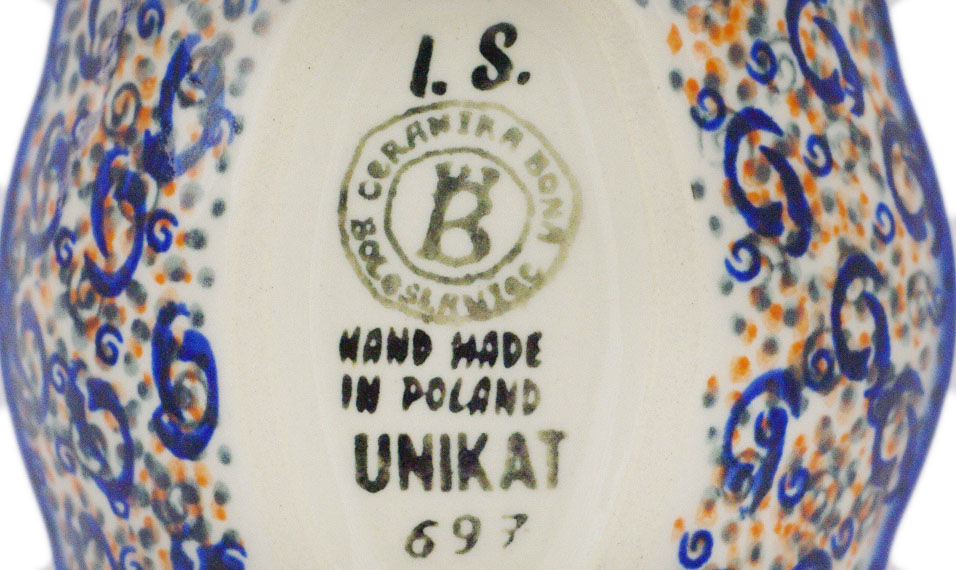 I. S.
CERAMIKA BONA
BOLESŁAWIEC
B
HAND MADE
IN POLAND
UNIKAT
697